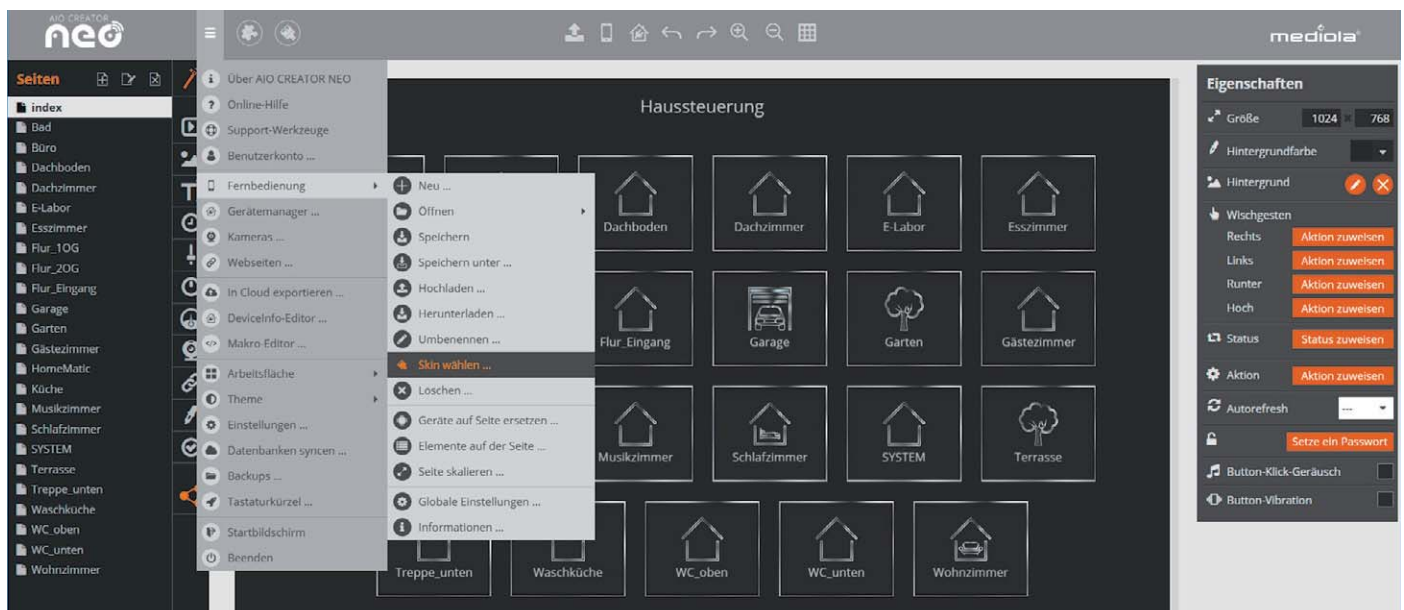 AIO CREATOR
neo
mediola
Seiten
index
Bad
Büro
Dachboden
Dachzimmer
E-Labor
Esszimmer
Flur_1OG
Flur_2OG
Flur_Eingang
Garage
Garten
Gästezimmer
HomeMatic
Küche
Musikzimmer
Schlafzimmer
SYSTEM
Terrasse
Treppe_unten
Waschküche
WC_oben
WC_unten
Wohnzimmer
Über AIO CREATOR NEO
Online-Hilfe
Support-Werkzeuge
Benutzerkonto ...
Fernbedienung
Gerätemanager ...
Kameras ...
Webseiten ...
In Cloud exportieren ...
DeviceInfo-Editor ...
Makro-Editor ...
Arbeitsfläche
Theme
Einstellungen ...
Datenbanken syncen ...
Backups ...
Tastaturkürzel ...
Startbildschirm
Beenden
Neu ...
Öffnen
Speichern
Speichern unter ...
Hochladen ...
Herunterladen ...
Umbenennen ...
Skin wählen ...
Löschen ...
Geräte auf Seite ersetzen ...
Elemente auf der Seite ...
Seite skalieren ...
Globale Einstellungen ...
Informationen ...
Haussteuerung
Dachboden
Dachzimmer
E-Labor
Esszimmer
Flur_Eingang
Garage
Garten
Gästezimmer
Musikzimmer
Schlafzimmer
SYSTEM
Terrasse
Treppe_unten
Waschküche
WC_oben
WC_unten
Wohnzimmer
Eigenschaften
Größe 1024 × 768
Hintergrundfarbe
Hintergrund
Wischgesten
Rechts Aktion zuweisen
Links Aktion zuweisen
Runter Aktion zuweisen
Hoch Aktion zuweisen
Status Status zuweisen
Aktion Aktion zuweisen
Autorefresh ---
Setze ein Passwort
Button-Klick-Geräusch
Button-Vibration